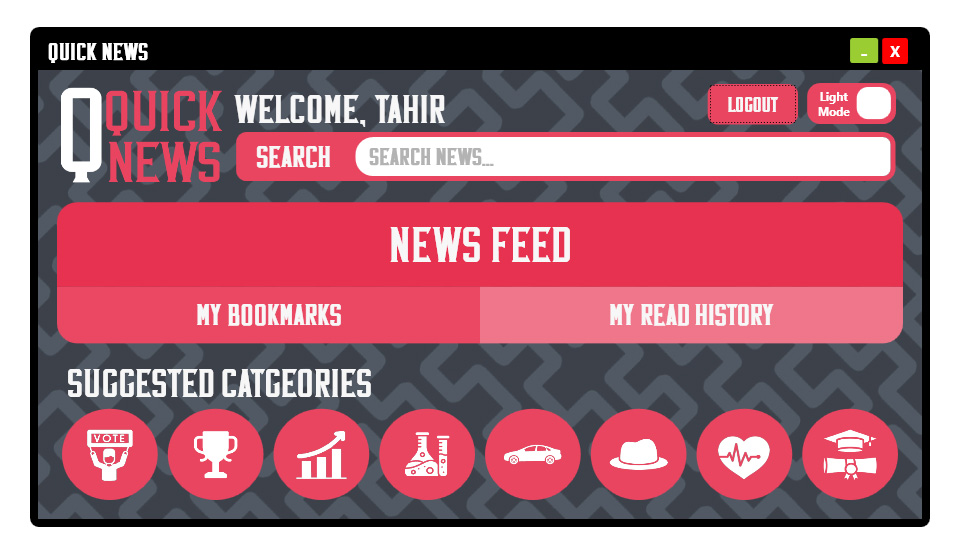 QUICK NEWS
_ X
QUICK
NEWS
WELCOME, TAHIR
LOGOUT
Light
Mode
SEARCH
SEARCH NEWS...
NEWS FEED
MY BOOKMARKS
MY READ HISTORY
SUGGESTED CATGEORIES
VOTE